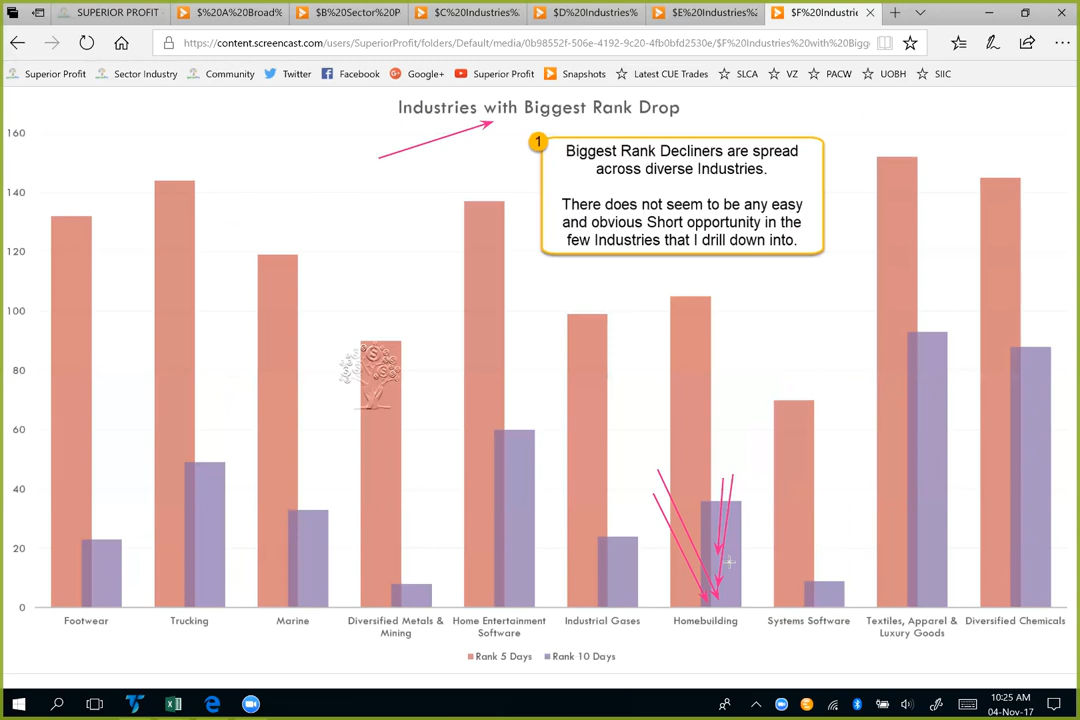 SUPERIOR PROFIT
$%20A%20Broad%
$B%20Sector%20P
$C%20Industries%
$D%20Industries%
$E%20Industries%2
$F%20Industrie
https://content.screencast.com/users/SuperiorProfit/folders/Default/media/0b98552f-506e-4192-9c20-4fb0bfd2530e/$F%20Industries%20with%20Bigg
Superior Profit
Sector Industry
Community
Twitter
Facebook
Google+
Superior Profit
Snapshots
Latest CUE Trades
SLCA
VZ
PACW
UOBH
SIIC
Industries with Biggest Rank Drop
1
Biggest Rank Decliners are spread
across diverse Industries.
There does not seem to be any easy
and obvious Short opportunity in the
few Industries that I drill down into.
160
140
120
100
80
60
40
20
0
Footwear
Trucking
Marine
Diversified Metals &
Mining
Home Entertainment
Software
Industrial Gases
Homebuilding
Systems Software
Textiles, Apparel &
Luxury Goods
Diversified Chemicals
Rank 5 Days
Rank 10 Days
10:25 AM
04-Nov-17